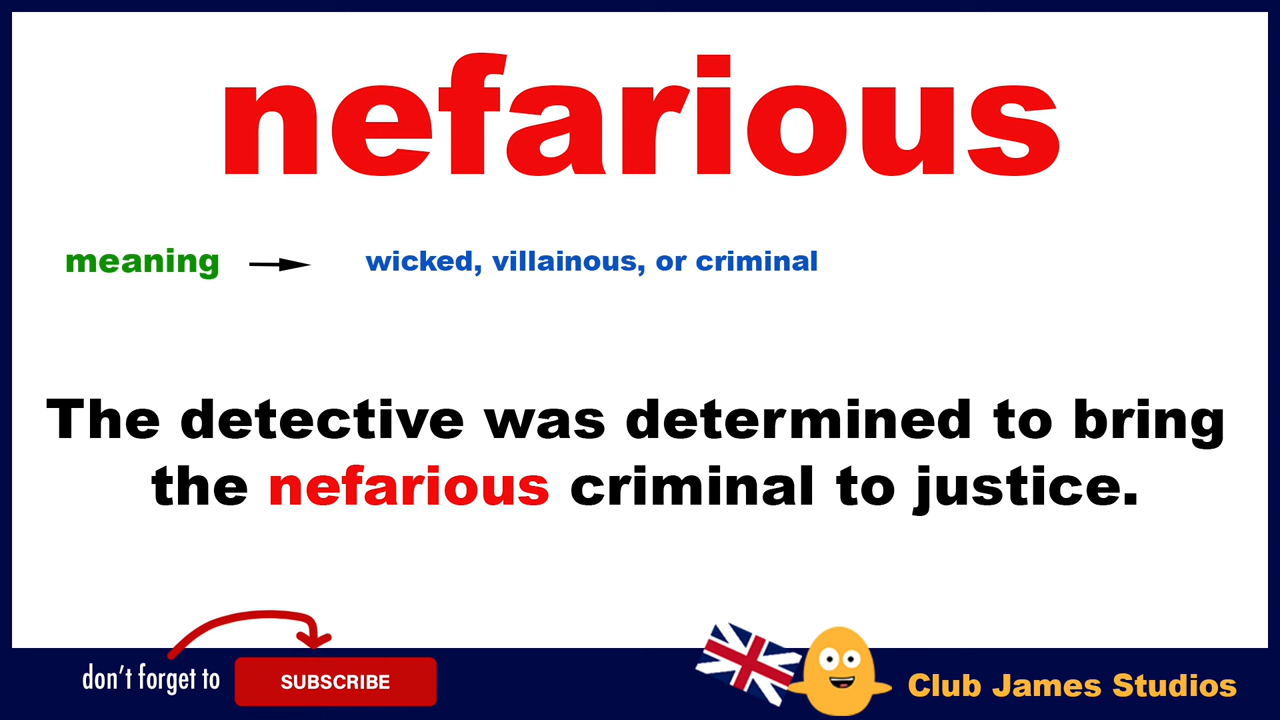 nefarious
meaning
wicked, villainous, or criminal
The detective was determined to bring
the nefarious criminal to justice.
don't forget to
SUBSCRIBE
Club James Studios